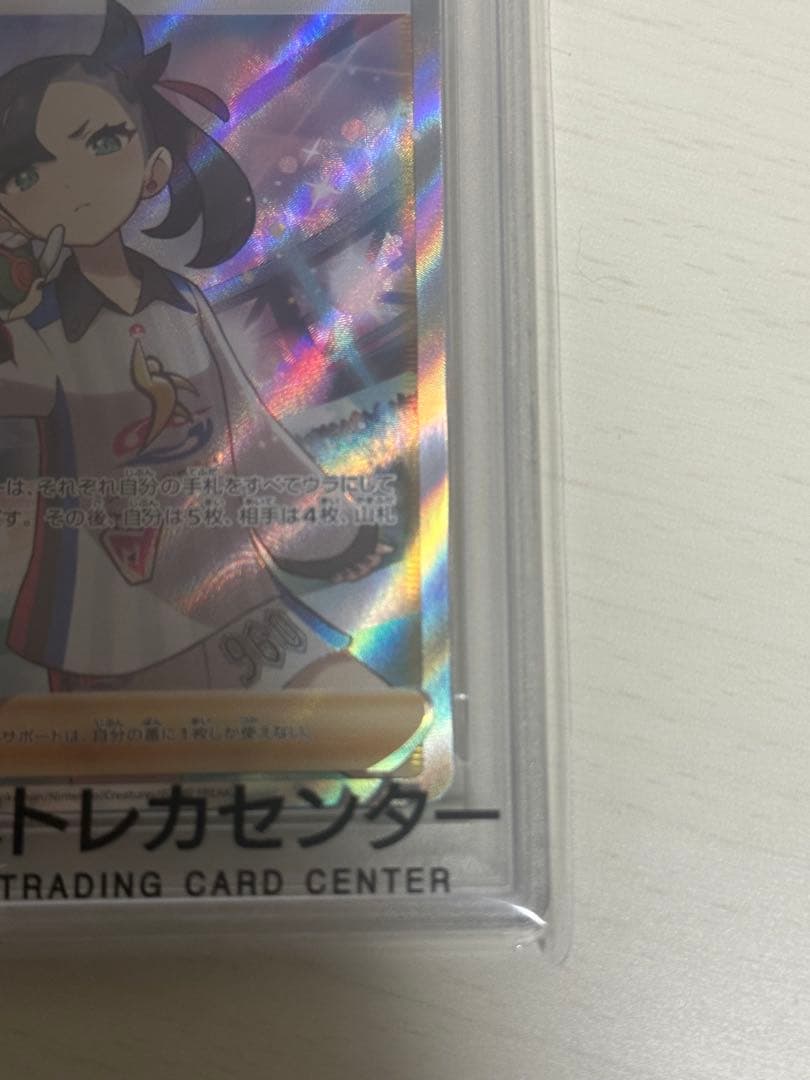 は、それぞれ自分の手札をすべてウラにして
す。その後、自分は5枚、相手は4枚、山札
960
サポートは、自分の番に1枚しか使えない。
トレカセンター
TRADING CARD CENTER